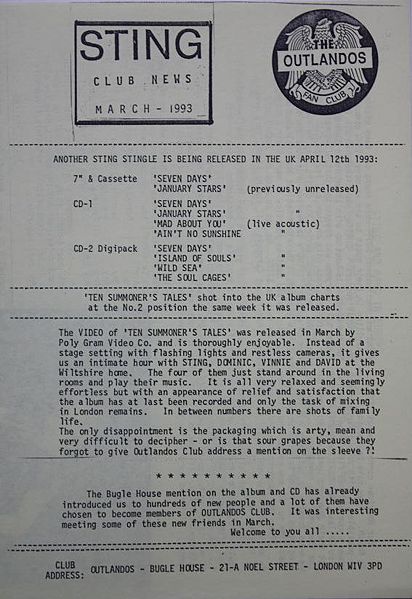 STING
CLUB NEWS
MARCH - 1993
THE
OUTLANDOS
FAN CLUB
ANOTHER STING STINGLE IS BEING RELEASED IN THE UK APRIL 12th 1993:
7" & Cassette 'SEVEN DAYS'
'JANUARY STARS' (previously unreleased)
CD-1 'SEVEN DAYS'
'JANUARY STARS' "
'MAD ABOUT YOU' (live acoustic)
'AIN'T NO SUNSHINE "
CD-2 Digipack 'SEVEN DAYS'
'ISLAND OF SOULS' "
'WILD SEA' "
'THE SOUL CAGES' "
'TEN SUMMONER'S TALES' shot into the UK album charts
at the No.2 position the same week it was released.
The VIDEO of 'TEN SUMMONER'S TALES' was released in March by
Poly Gram Video Co. and is thoroughly enjoyable. Instead of a
stage setting with flashing lights and restless cameras, it gives
us an intimate hour with STING, DOMINIC, VINNIE and DAVID at the
Wiltshire home. The four of them just stand around in the living
rooms and play their music. It is all very relaxed and seemingly
effortless but with an appearance of relief and satisfaction that
the album has at last been recorded and only the task of mixing
in London remains. In between numbers there are shots of family
life.
The only disappointment is the packaging which is arty, mean and
very difficult to decipher - or is that sour grapes because they
forgot to give Outlandos Club address a mention on the sleeve ?!
* * * * * * * * * *
The Bugle House mention on the album and CD has already
introduced us to hundreds of new people and a lot of them have
chosen to become members of OUTLANDOS CLUB. It was interesting
meeting some of these new friends in March.
Welcome to you all .....
CLUB
ADDRESS: OUTLANDOS - BUGLE HOUSE - 21-A NOEL STREET - LONDON WIV 3PD